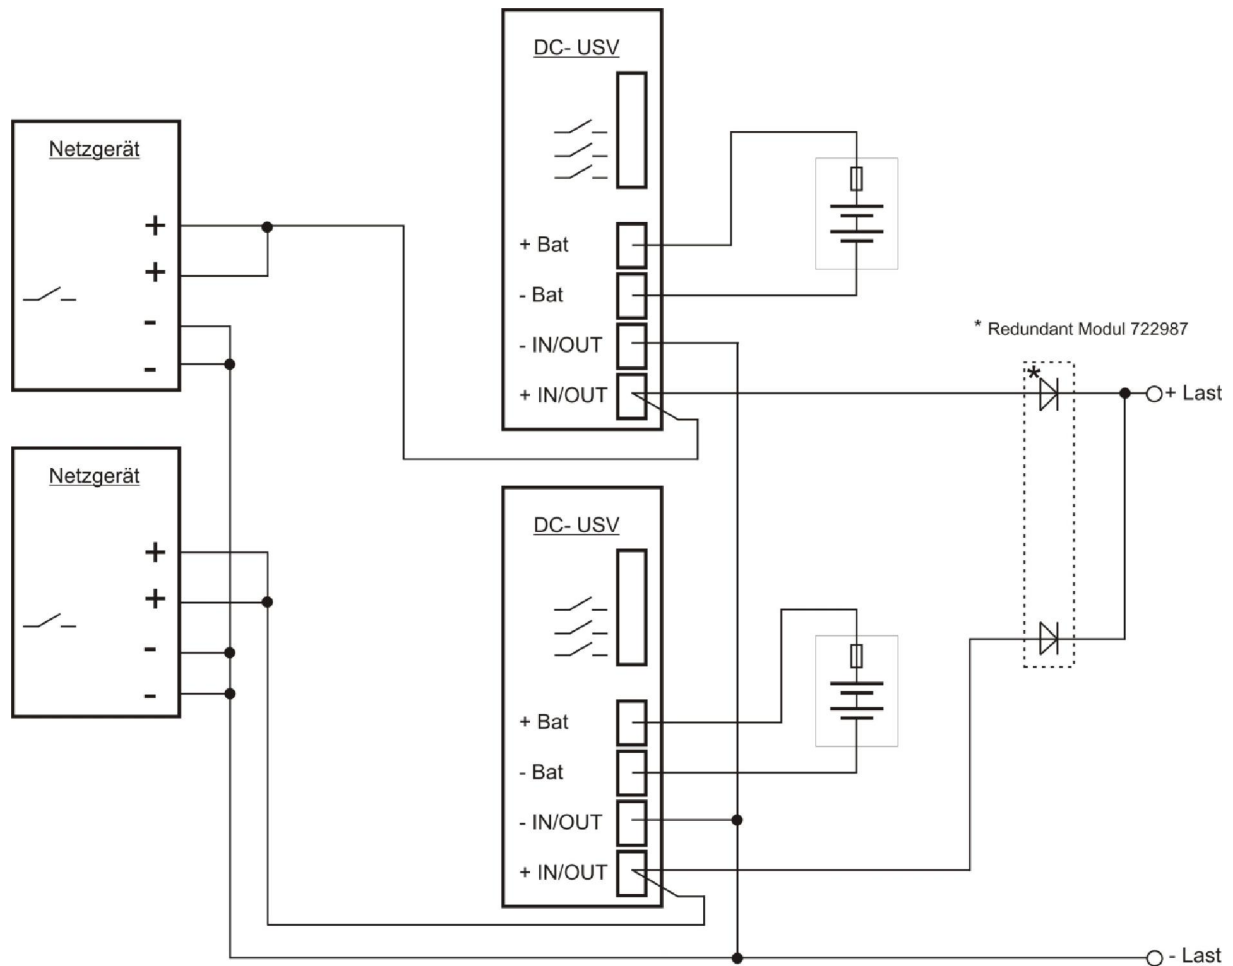 DC- USV
Netzgerät
+
+
-
-
+ Bat
- Bat
- IN/OUT
+ IN/OUT
* Redundant Modul 722987
*
+ Last
Netzgerät
+
+
-
-
DC- USV
+ Bat
- Bat
- IN/OUT
+ IN/OUT
- Last